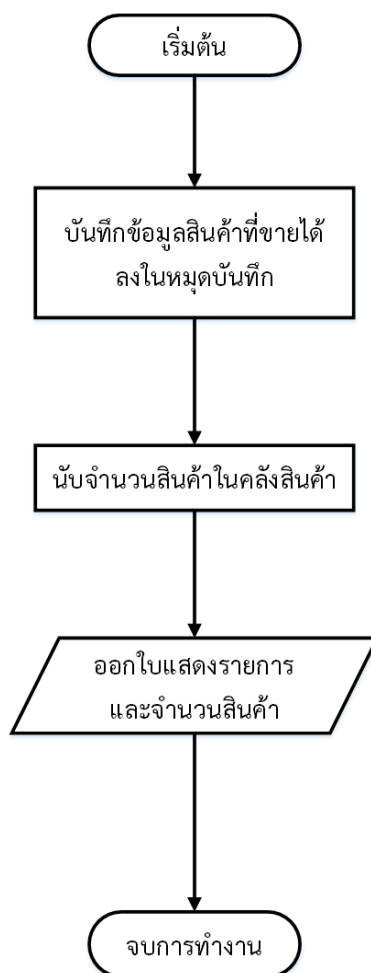 เริ่มต้น
บันทึกข้อมูลสินค้าที่ขายได้
ลงในหมุดบันทึก
นับจำนวนสินค้าในคลังสินค้า
ออกใบแสดงรายการ
และจำนวนสินค้า
จบการทำงาน